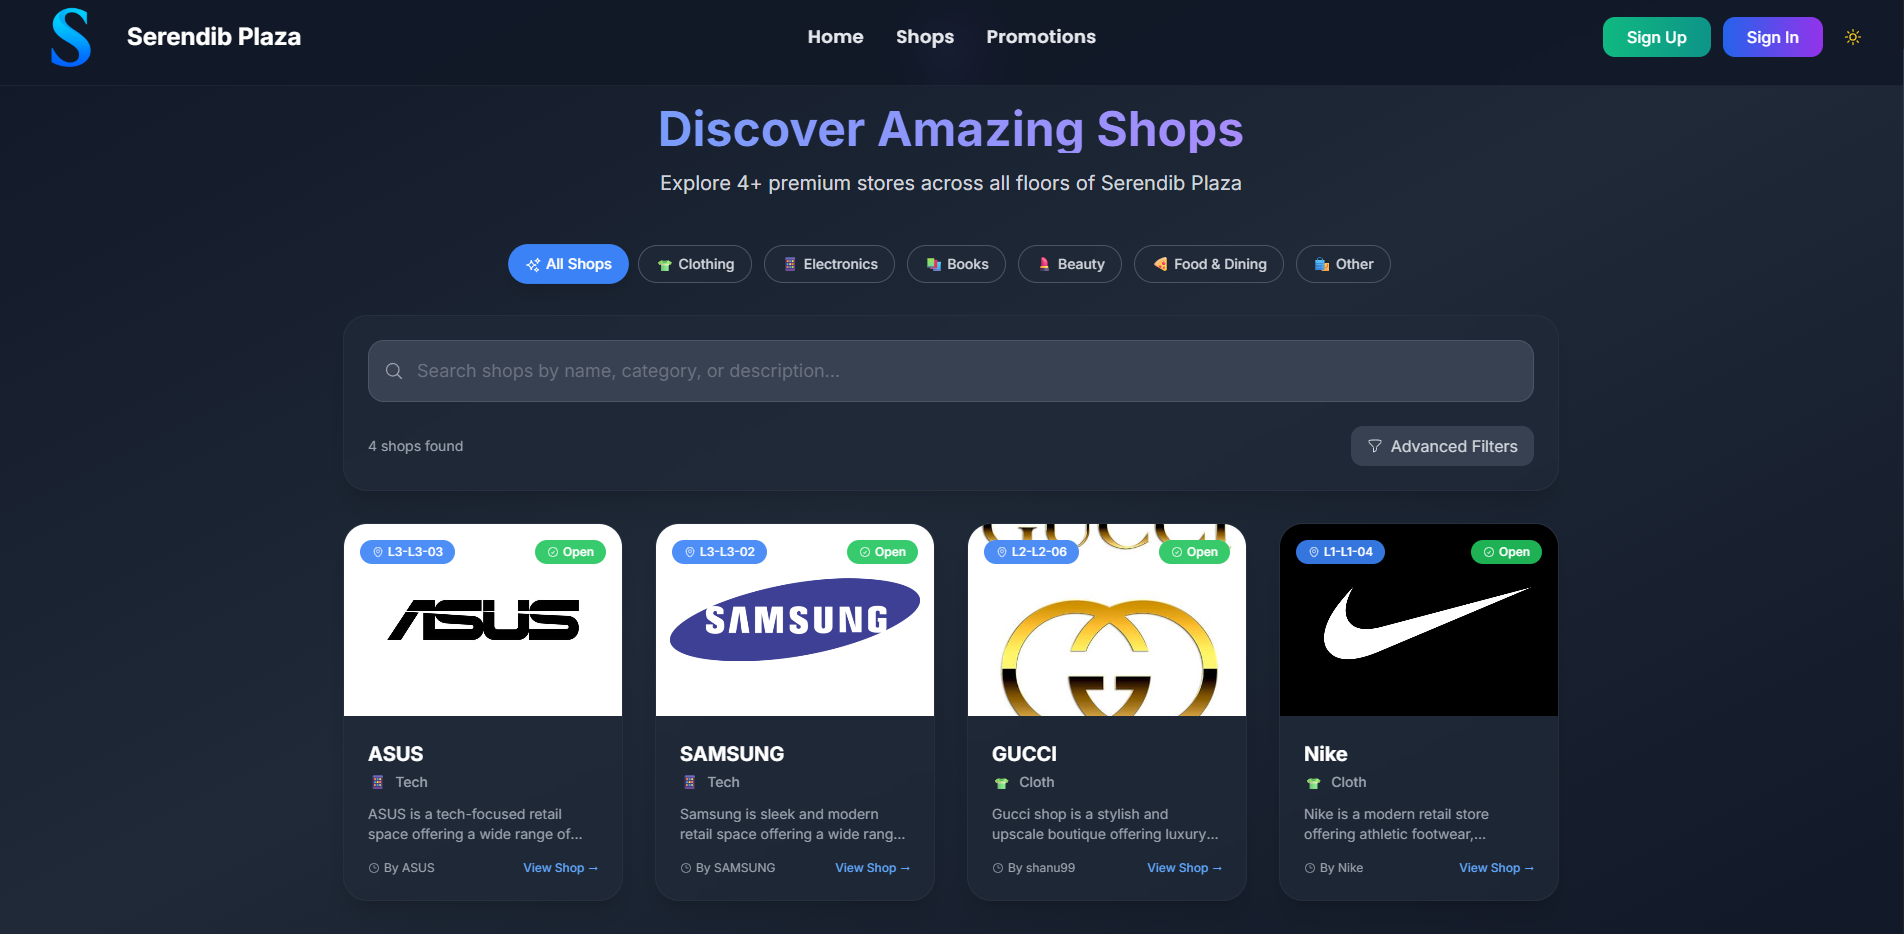 Serendib Plaza
Home Shops Promotions
Sign Up Sign In
Discover Amazing Shops
Explore 4+ premium stores across all floors of Serendib Plaza
All Shops Clothing Electronics Books Beauty Food & Dining Other
Search shops by name, category, or description...
4 shops found
Advanced Filters
L3-L3-03 Open
ASUS
ASUS
Tech
ASUS is a tech-focused retail
space offering a wide range of...
By ASUS View Shop →
L3-L3-02 Open
SAMSUNG
SAMSUNG
Tech
Samsung is sleek and modern
retail space offering a wide rang...
By SAMSUNG View Shop →
GUCCI
L2-L2-06 Open
GUCCI
Cloth
Gucci shop is a stylish and
upscale boutique offering luxury...
By shanu99 View Shop →
L1-L1-04 Open
Nike
Cloth
Nike is a modern retail store
offering athletic footwear,...
By Nike View Shop →